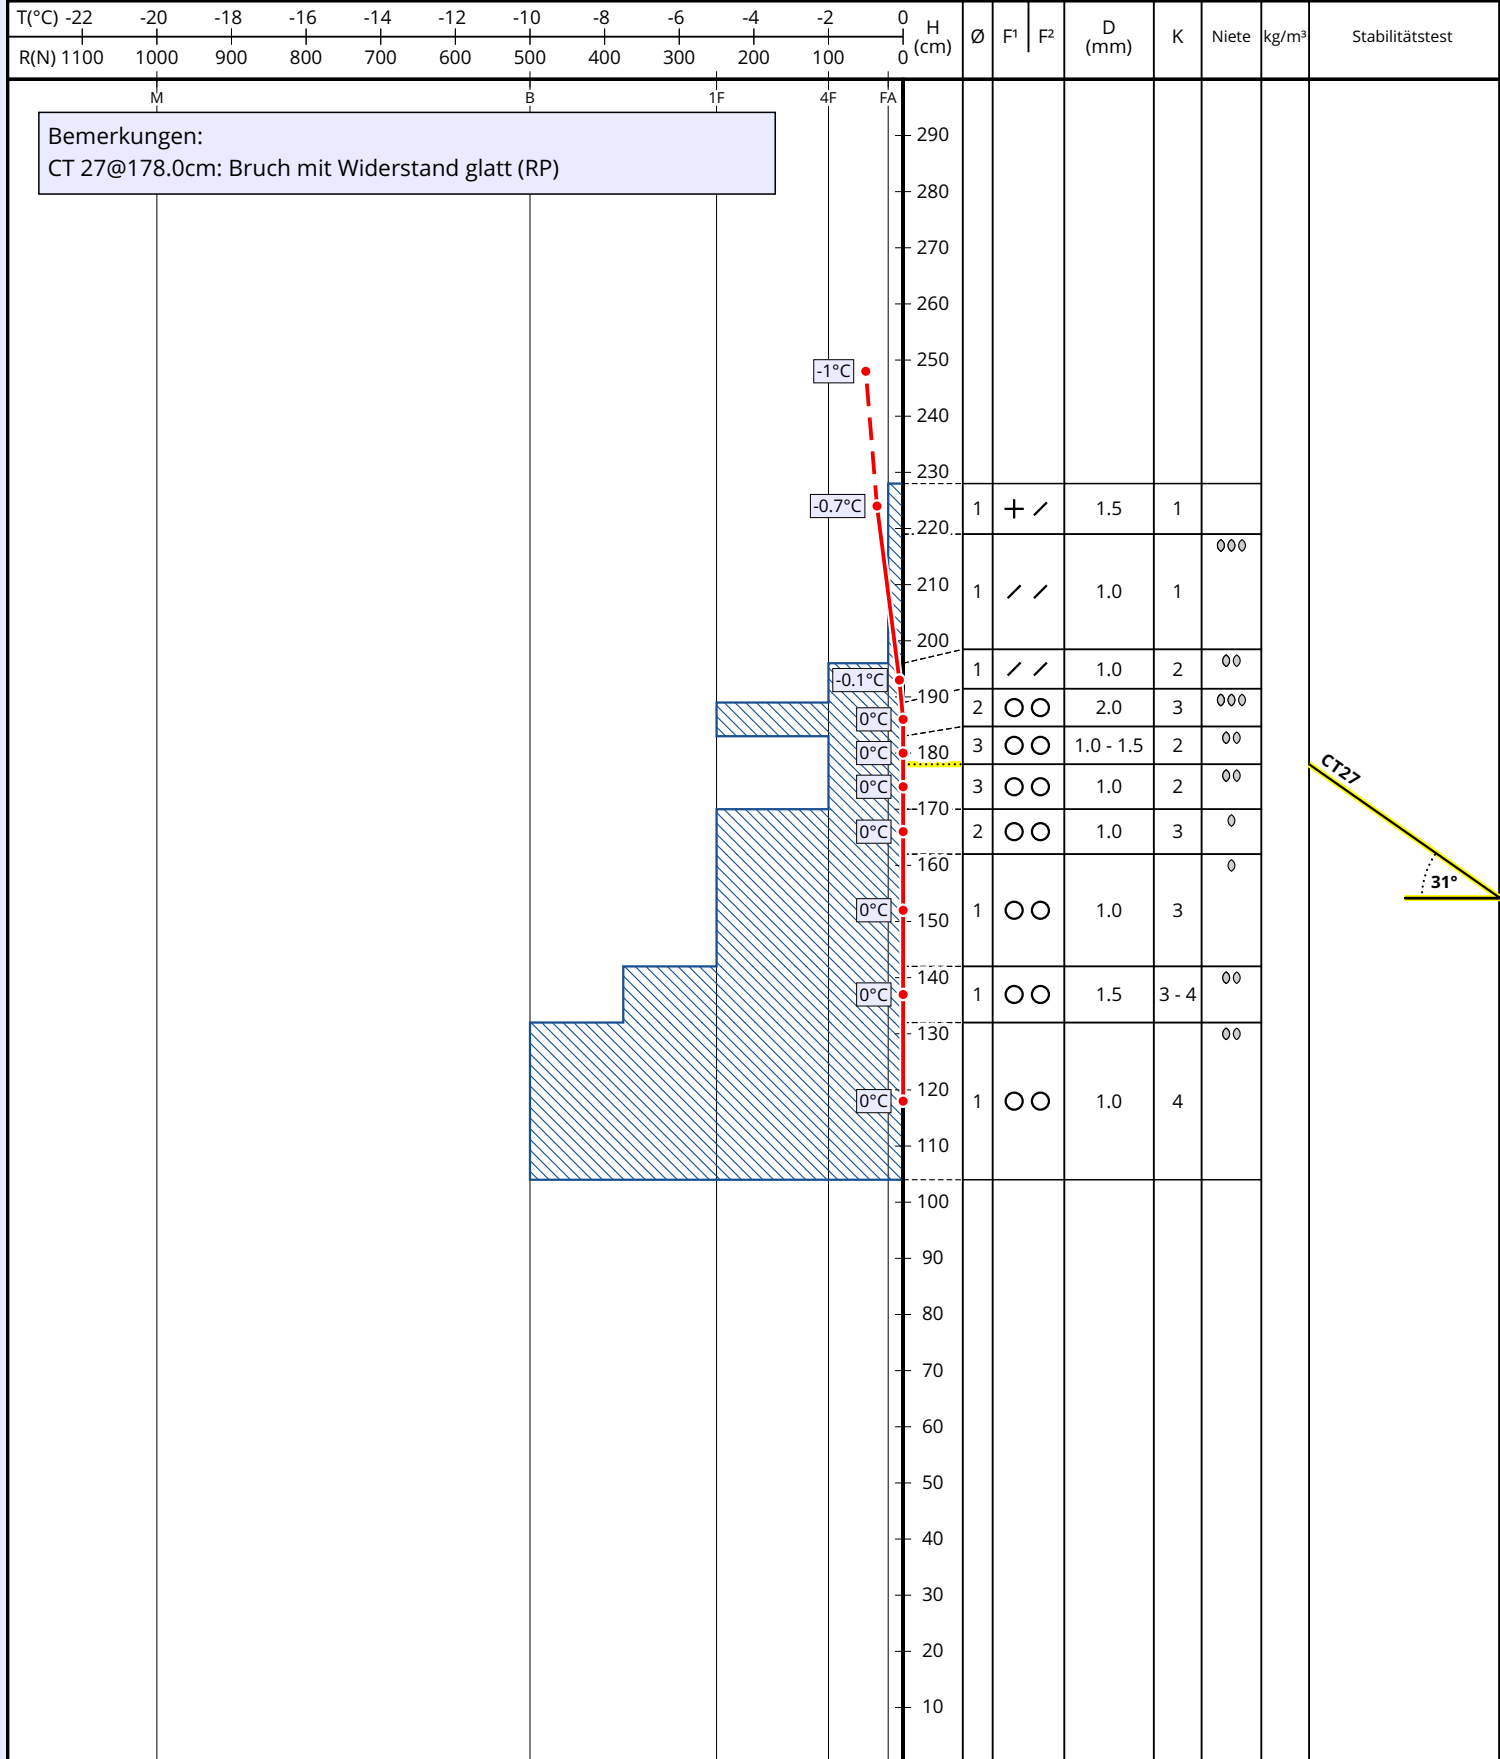 T(°C) -22 -20 -18 -16 -14 -12 -10 -8 -6 -4 -2 0
R(N) 1100 1000 900 800 700 600 500 400 300 200 100 0
H (cm) Ø F¹ F² D (mm) K Niete kg/m³ Stabilitätstest
M B 1F 4F FA
Bemerkungen:
CT 27@178.0cm: Bruch mit Widerstand glatt (RP)
290
280
270
260
250
-1°C
240
230
-0.7°C 1 1.5 1
220
210 1 1.0 1
200
-0.1°C 1 1.0 2
190
0°C 2 2.0 3
0°C 180 3 1.0 - 1.5 2
CT27
0°C 3 1.0 2
170
0°C 2 1.0 3
160
31°
0°C 1 1.0 3
150
140
0°C 1 1.5 3 - 4
130
120
0°C 1 1.0 4
110
100
90
80
70
60
50
40
30
20
10